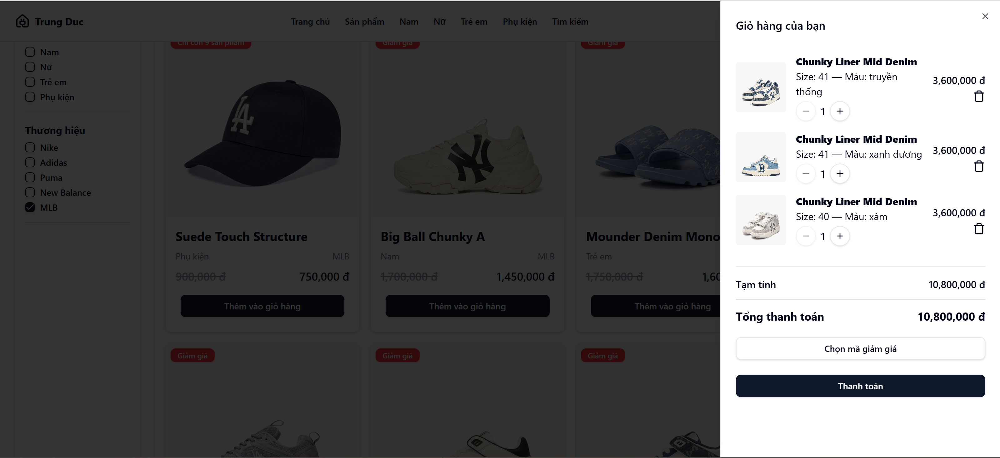 Trung Duc
Trang chủ
Sản phẩm
Nam
Nữ
Trẻ em
Phụ kiện
Tìm kiếm
Nam
Nữ
Trẻ em
Phụ kiện
Thương hiệu
Nike
Adidas
Puma
New Balance
MLB
Chỉ còn 9 sản phẩm
LA
Suede Touch Structure
Phụ kiện
MLB
900,000 đ
750,000 đ
Thêm vào giỏ hàng
Giảm giá
NY
Big Ball Chunky A
Nam
MLB
1,700,000 đ
1,450,000 đ
Thêm vào giỏ hàng
Giảm giá
Mounder Denim Mono
Trẻ em
1,750,000 đ
1,60
Thêm vào giỏ hàng
Giảm giá
Giảm giá
Giảm giá
Giỏ hàng của bạn
Chunky Liner Mid Denim
Size: 41 — Màu: truyền
thống
1
3,600,000 đ
Chunky Liner Mid Denim
Size: 41 — Màu: xanh dương
1
3,600,000 đ
B
Chunky Liner Mid Denim
Size: 40 — Màu: xám
1
3,600,000 đ
Tạm tính
10,800,000 đ
Tổng thanh toán
10,800,000 đ
Chọn mã giảm giá
Thanh toán